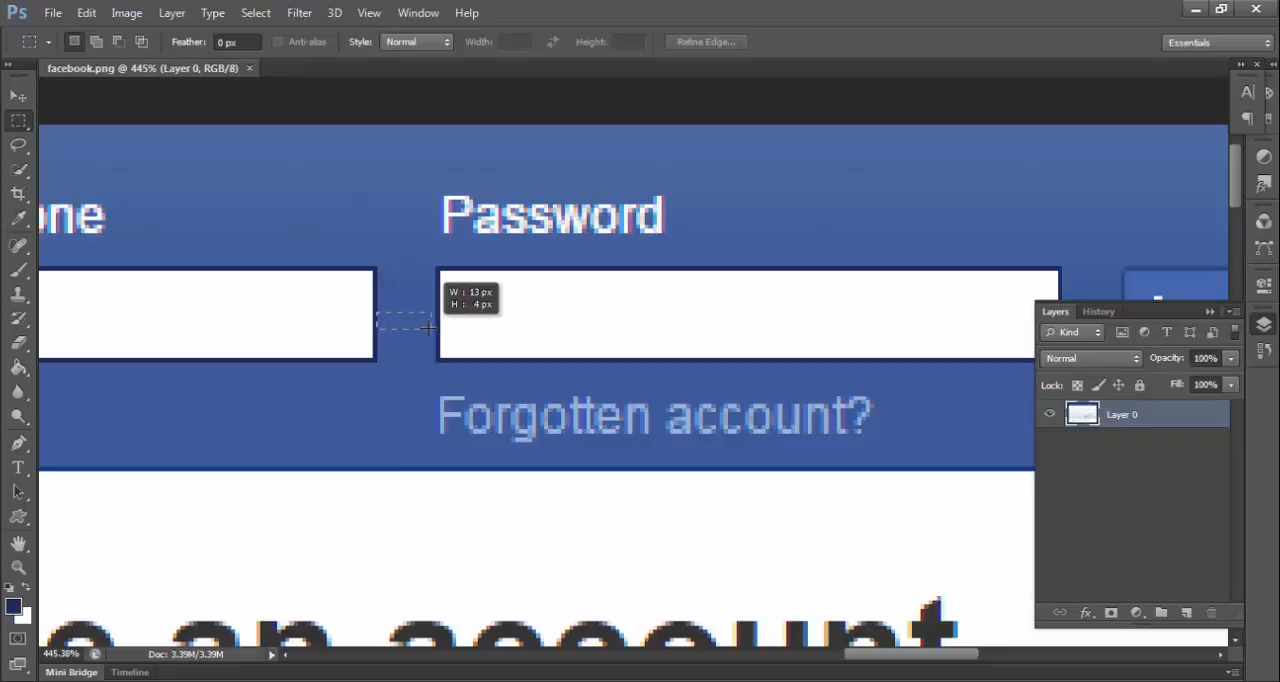 Ps File Edit Image Layer Type Select Filter 3D View Window Help
Feather: 0 px Anti-alias Style: Normal Width: Height: Refine Edge... Essentials
facebook.png @ 445% (Layer 0, RGB/8) ×
one Password
W : 13 px
H : 4 px
Forgotten account?
Layers History
Kind
Normal Opacity: 100%
Lock: Fill: 100%
Layer 0
an account
445.38% Doc: 3.39M/3.39M
Mini Bridge Timeline